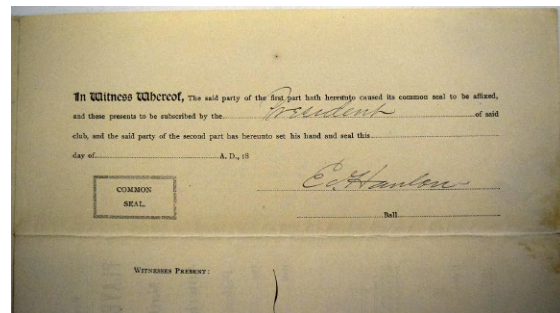 In Witness Whereof, The said party of the first part hath hereunto caused its common seal to be affixed,
and these presents to be subscribed by the President of said
club, and the said party of the second part has hereunto set his hand and seal this
day of A. D., 18
Ed Hanlon
COMMON
SEAL.
Ball
WITNESSES PRESENT: